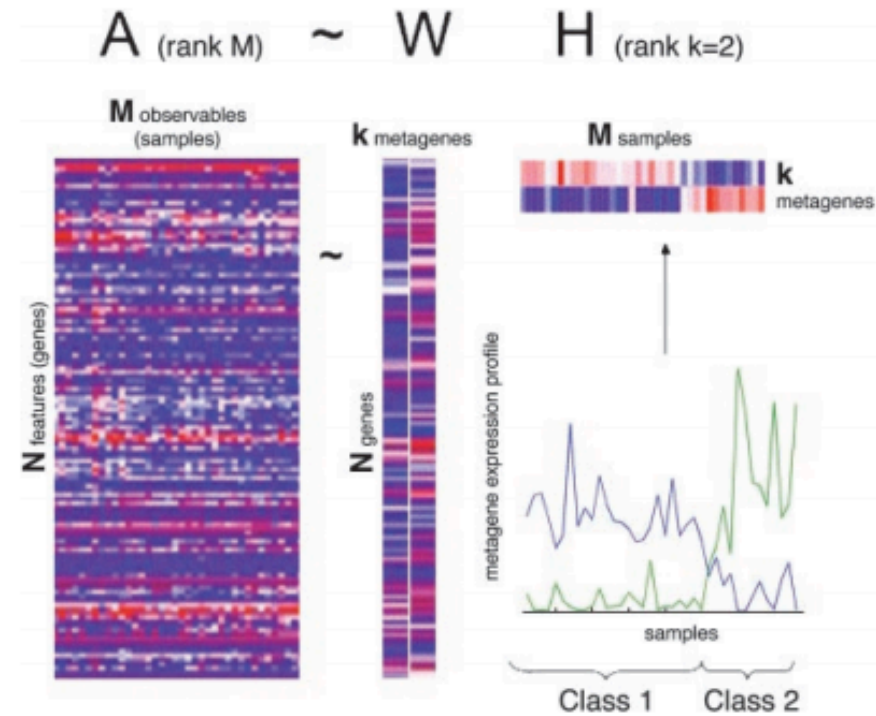 A (rank M) ~ W H (rank k=2)
M observables
(samples)
k metagenes
M samples
k
metagenes
~
N features (genes)
N genes
metagene expression profile
samples
Class 1
Class 2